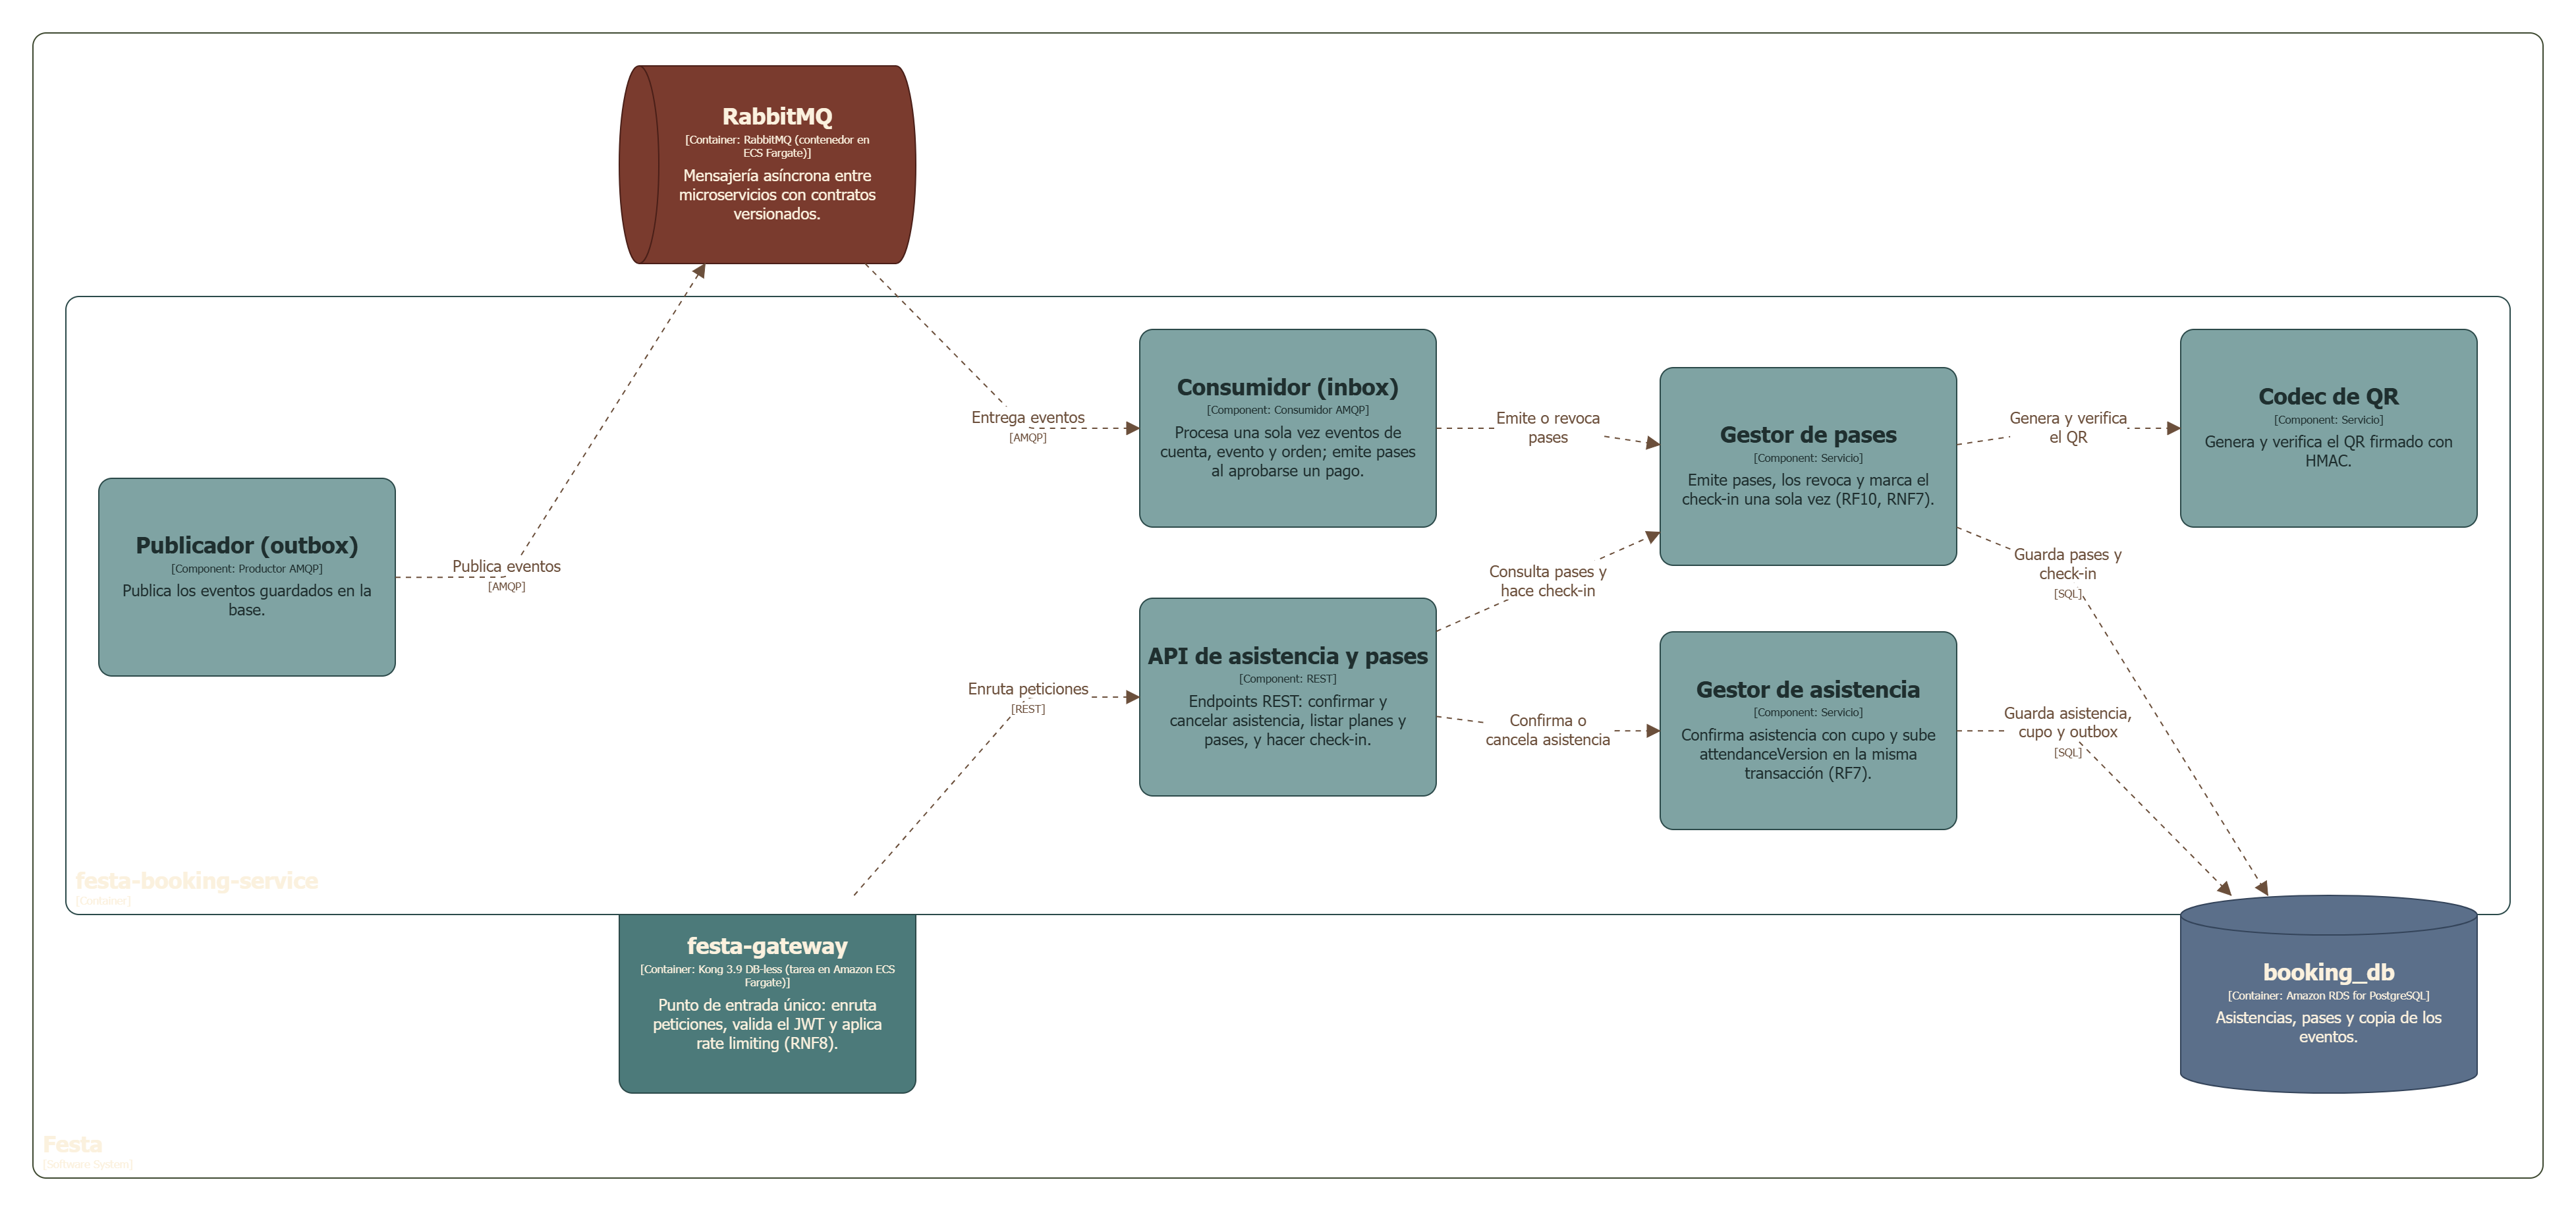 RabbitMQ
[Container: RabbitMQ (contenedor en
ECS Fargate)]
Mensajería asíncrona entre
microservicios con contratos
versionados.
Publicador (outbox)
[Component: Productor AMQP]
Publica los eventos guardados en la
base.
Publica eventos
[AMQP]
Entrega eventos
[AMQP]
Consumidor (inbox)
[Component: Consumidor AMQP]
Procesa una sola vez eventos de
cuenta, evento y orden; emite pases
al aprobarse un pago.
Emite o revoca
pases
Gestor de pases
[Component: Servicio]
Emite pases, los revoca y marca el
check-in una sola vez (RF10, RNF7).
Genera y verifica
el QR
Codec de QR
[Component: Servicio]
Genera y verifica el QR firmado con
HMAC.
Enruta peticiones
[REST]
API de asistencia y pases
[Component: REST]
Endpoints REST: confirmar y
cancelar asistencia, listar planes y
pases, y hacer check-in.
Consulta pases y
hace check-in
Confirma o
cancela asistencia
Gestor de asistencia
[Component: Servicio]
Confirma asistencia con cupo y sube
attendanceVersion en la misma
transacción (RF7).
Guarda pases y
check-in
[SQL]
Guarda asistencia,
cupo y outbox
[SQL]
festa-booking-service
[Container]
festa-gateway
[Container: Kong 3.9 DB-less (tarea en Amazon ECS
Fargate)]
Punto de entrada único: enruta
peticiones, valida el JWT y aplica
rate limiting (RNF8).
booking_db
[Container: Amazon RDS for PostgreSQL]
Asistencias, pases y copia de los
eventos.
Festa
[Software System]